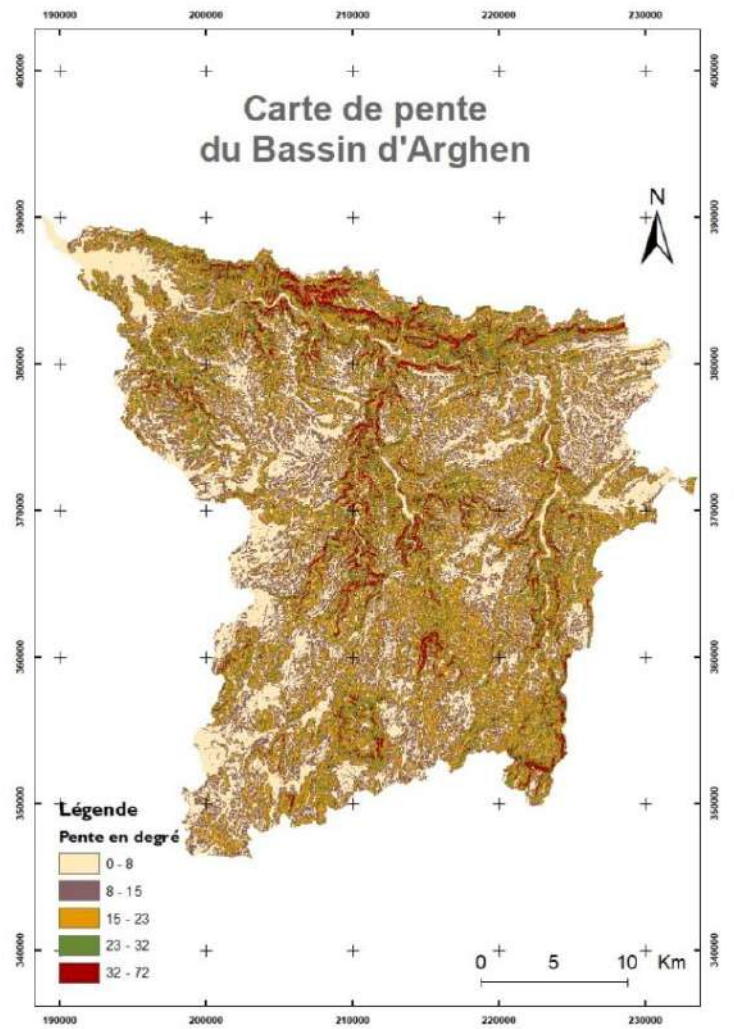 190000 200000 210000 220000 230000
400000 400000
Carte de pente
du Bassin d'Arghen
N
390000 390000
380000 380000
370000 370000
360000 360000
350000 350000
Légende
Pente en degré
0 - 8
8 - 15
15 - 23
23 - 32
32 - 72
340000 340000
0 5 10 Km
190000 200000 210000 220000 230000